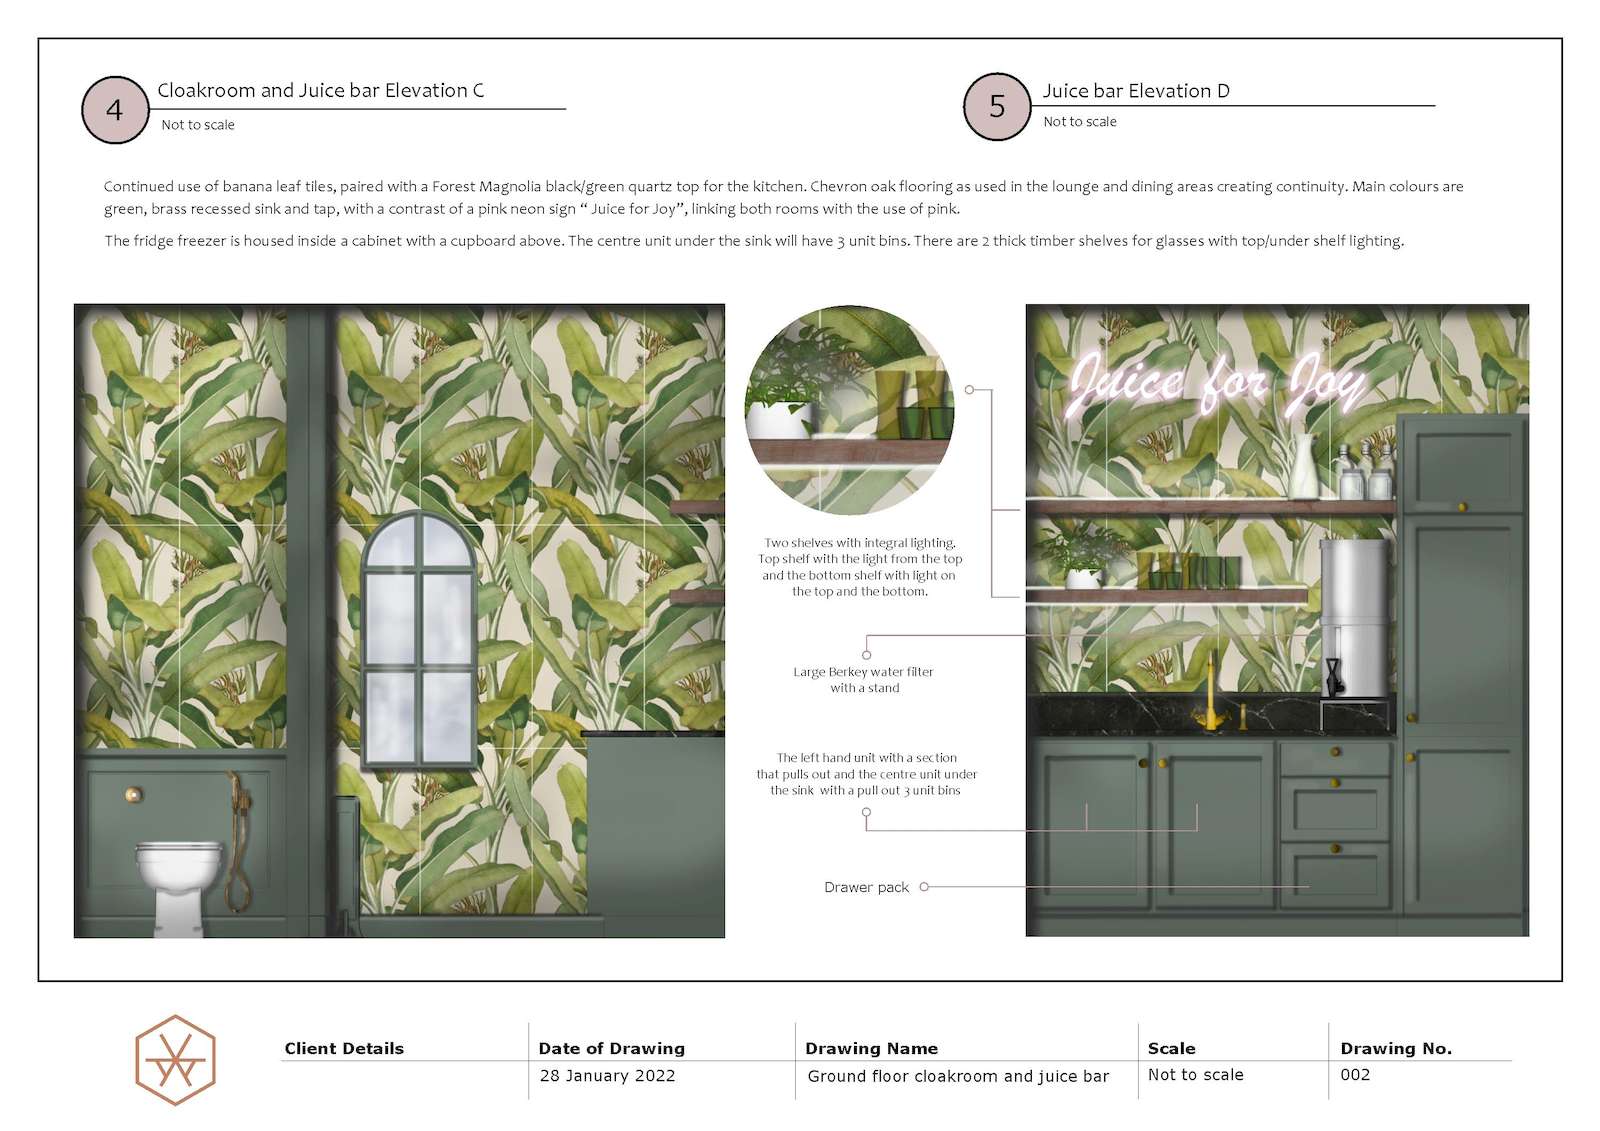 4
Cloakroom and Juice bar Elevation C
Not to scale
5
Juice bar Elevation D
Not to scale
Continued use of banana leaf tiles, paired with a Forest Magnolia black/green quartz top for the kitchen. Chevron oak flooring as used in the lounge and dining areas creating continuity. Main colours are
green, brass recessed sink and tap, with a contrast of a pink neon sign “ Juice for Joy”, linking both rooms with the use of pink.
The fridge freezer is housed inside a cabinet with a cupboard above. The centre unit under the sink will have 3 unit bins. There are 2 thick timber shelves for glasses with top/under shelf lighting.
Juice for Joy
Two shelves with integral lighting.
Top shelf with the light from the top
and the bottom shelf with light on
the top and the bottom.
Large Berkey water filter
with a stand
The left hand unit with a section
that pulls out and the centre unit under
the sink with a pull out 3 unit bins
Drawer pack
Client Details
Date of Drawing
28 January 2022
Drawing Name
Ground floor cloakroom and juice bar
Scale
Not to scale
Drawing No.
002